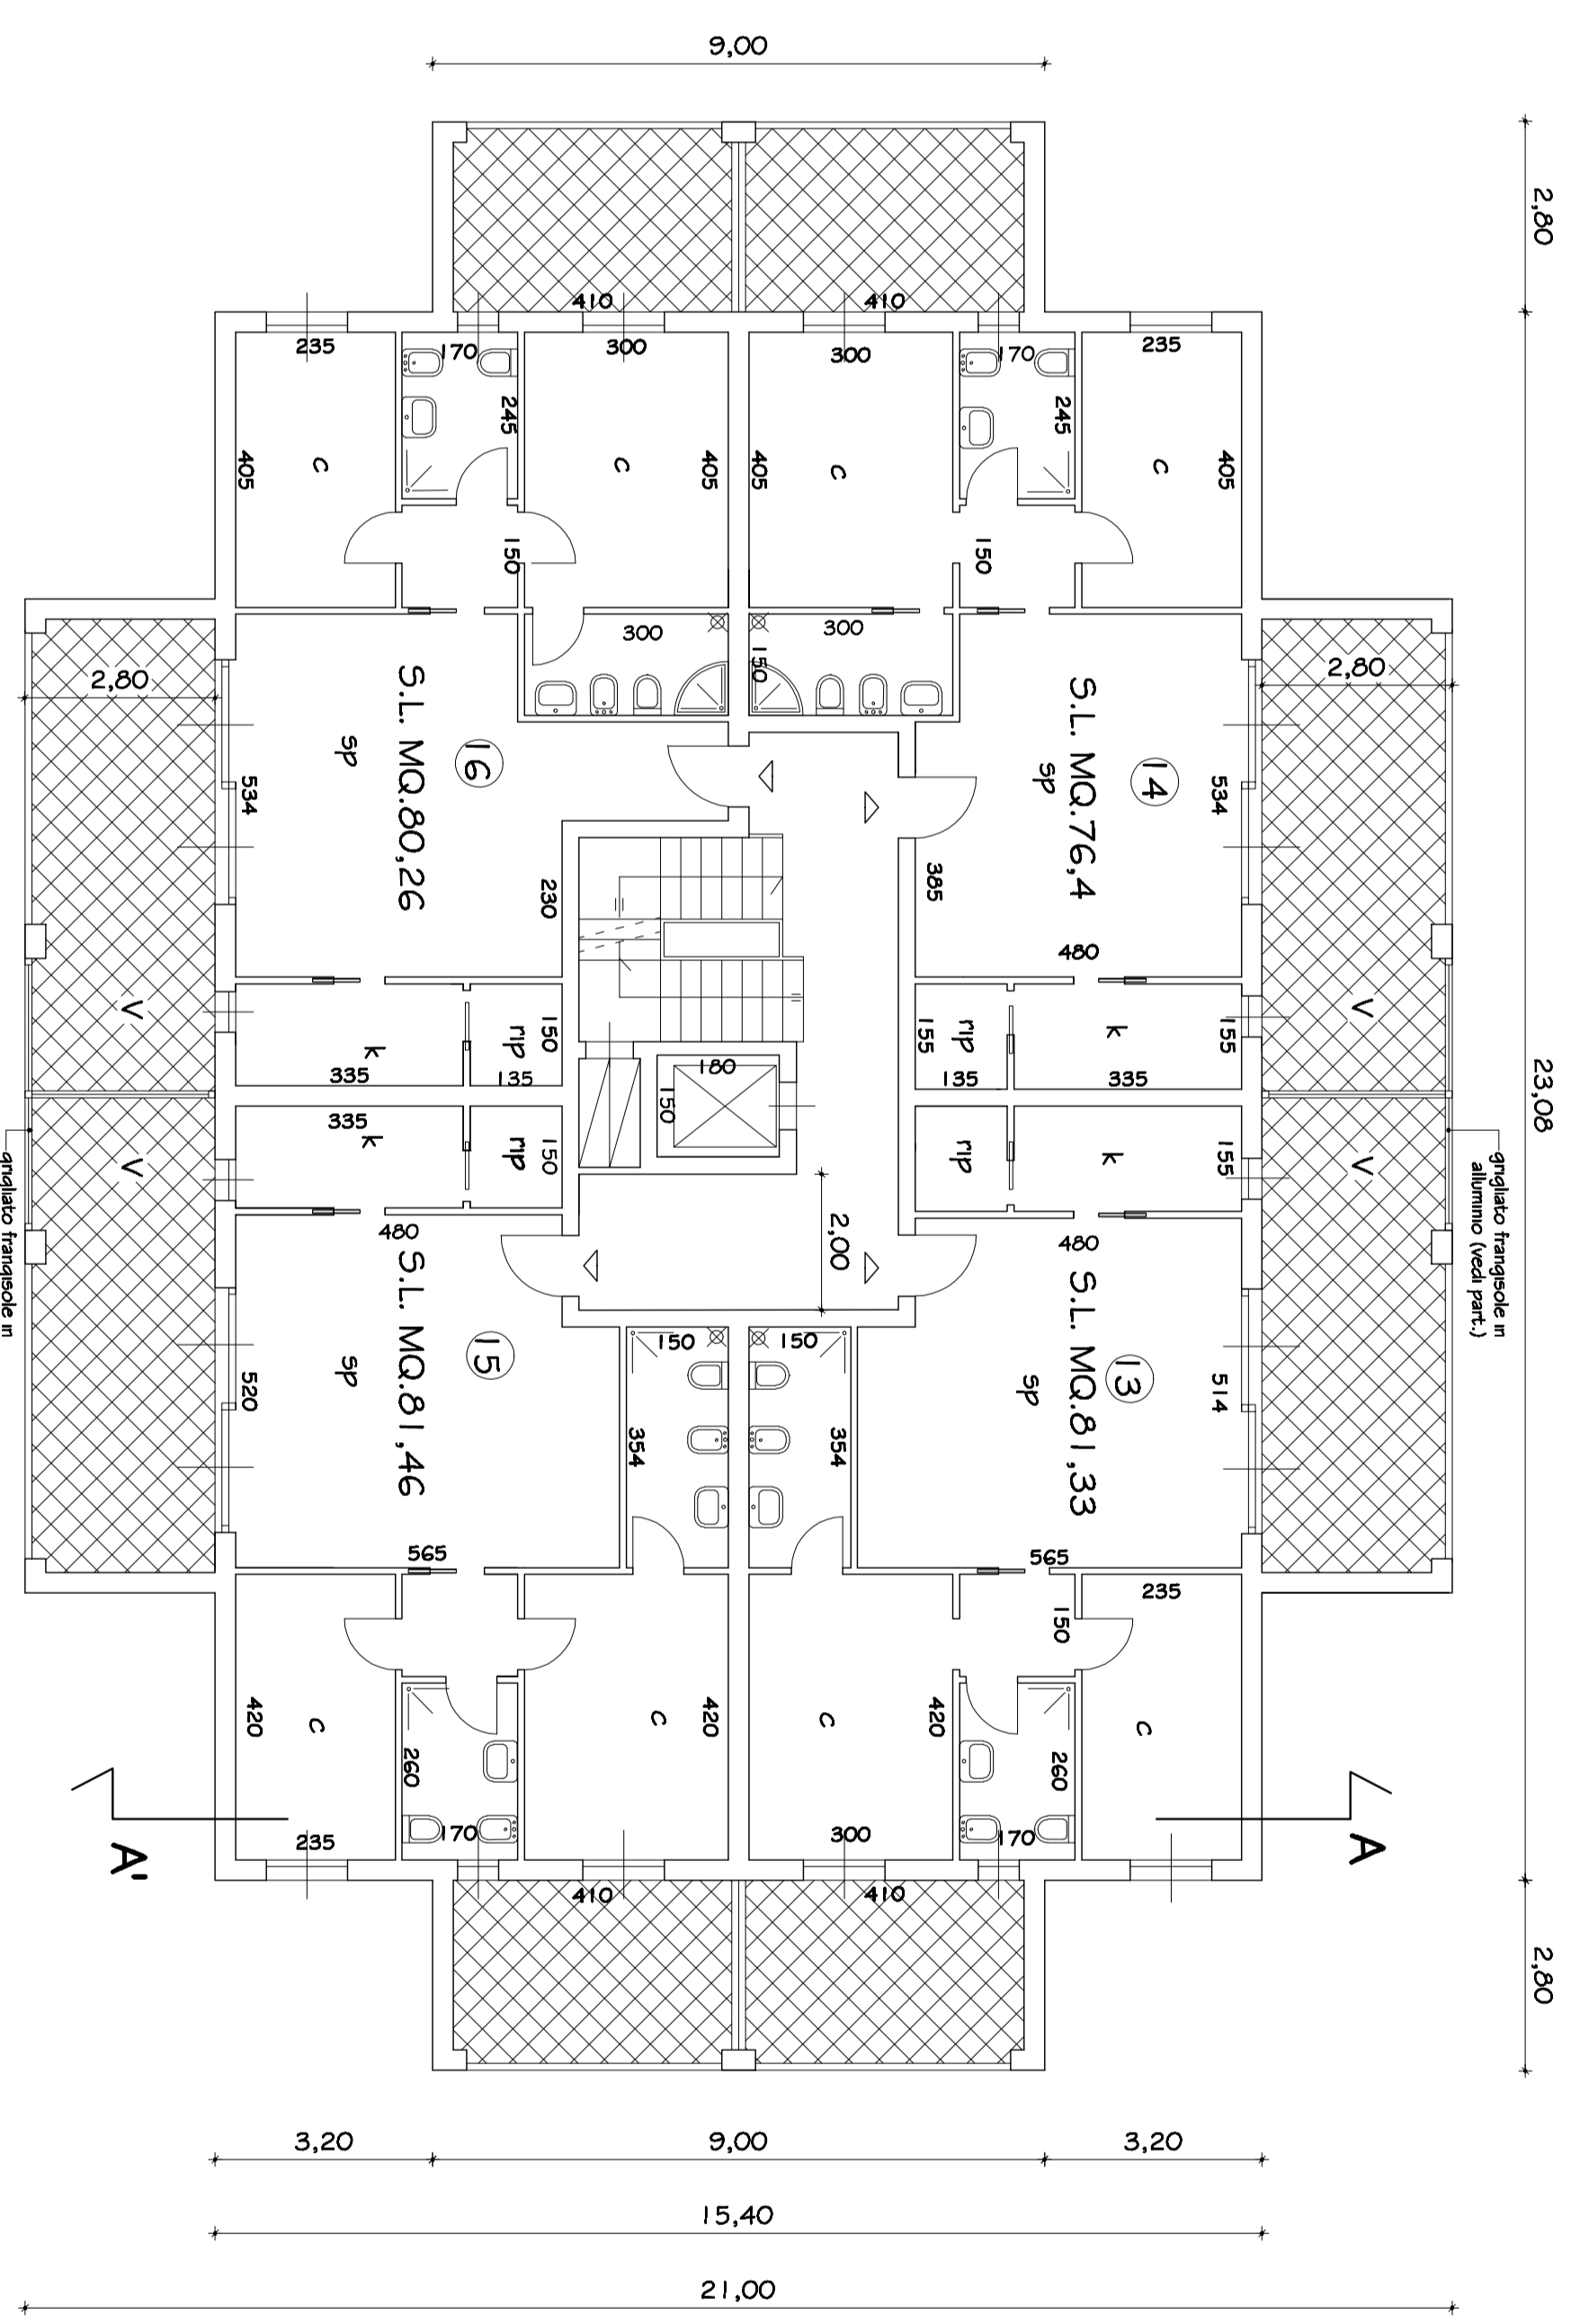 9,00
2,80
410
410
235
170
300
300
170
235
245
245
405
c
c
405
405
c
c
405
150
150
300
300
150
2,80
2,80
16
S.L. MQ.80,26
sp
534
14
S.L. MQ.76,4
sp
534
230
385
480
V
V
k
rip
150
335
135
180
150
155
rip
k
155
135
335
23,08
335
k
rip
150
rip
k
155
V
V
grigliato frangisole in
grigliato frangisole in
alluminio (vedi part.)
480
2,00
480
15
S.L. MQ.81,46
sp
520
13
S.L. MQ.81,33
sp
514
150
150
354
354
565
565
235
150
420
c
c
420
c
420
c
260
260
235
170
300
170
A'
A
410
410
2,80
3,20
9,00
3,20
15,40
21,00